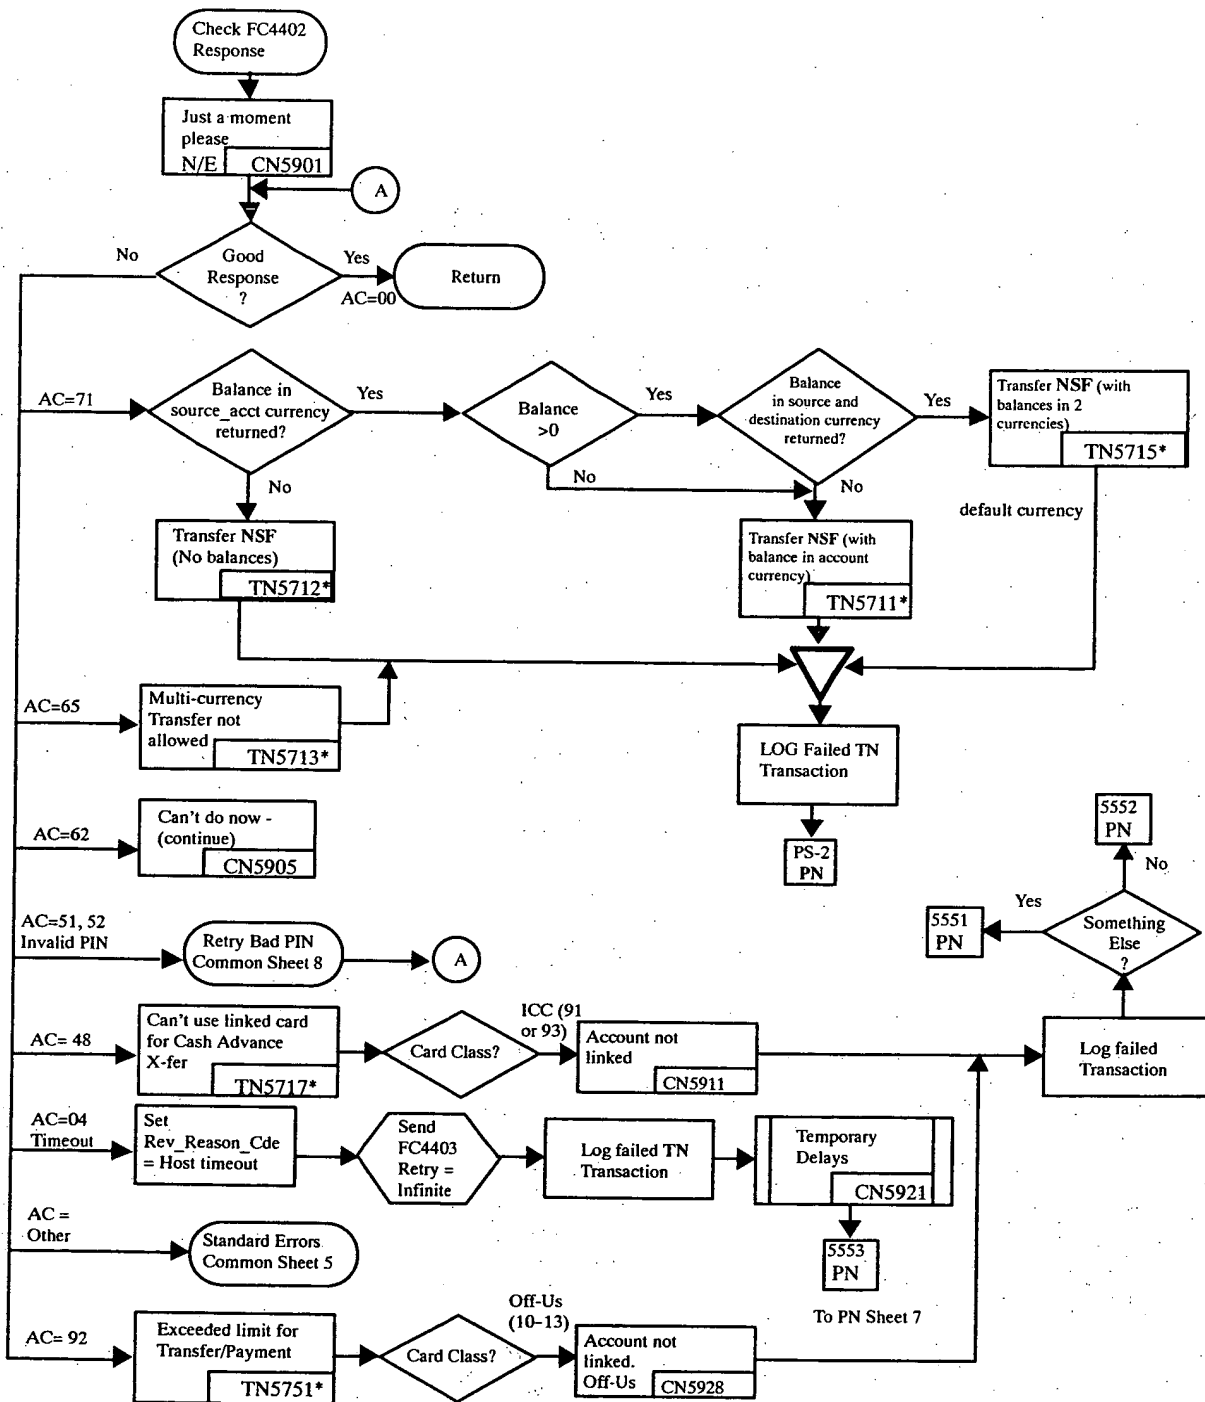 Check FC4402
Response
Just a moment
please
N/E CN5901
A
No
Good
Response
?
Yes
AC=00
Return
AC=71
Balance in
source_acct currency
returned?
Yes
Balance
>0
Yes
Balance
in source and
destination currency
returned?
Yes
Transfer NSF (with
balances in 2
currencies)
TN5715*
No
No
No
default currency
Transfer NSF
(No balances)
TN5712*
Transfer NSF (with
balance in account
currency)
TN5711*
AC=65
Multi-currency
Transfer not
allowed
TN5713*
LOG Failed TN
Transaction
PS-2
PN
AC=62
Can't do now -
(continue)
CN5905
5552
PN
No
AC=51, 52
Invalid PIN
Retry Bad PIN
Common Sheet 8
A
5551
PN
Yes
Something
Else
?
AC= 48
Can't use linked card
for Cash Advance
X-fer
TN5717*
Card Class?
ICC (91
or 93)
Account not
linked
CN5911
Log failed
Transaction
AC=04
Timeout
Set
Rev_Reason_Cde
= Host timeout
Send
FC4403
Retry =
Infinite
Log failed TN
Transaction
Temporary
Delays
CN5921
AC =
Other
Standard Errors
Common Sheet 5
5553
PN
To PN Sheet 7
AC= 92
Exceeded limit for
Transfer/Payment
TN5751*
Card Class?
Off-Us
(10–13)
Account not
linked.
Off-Us CN5928